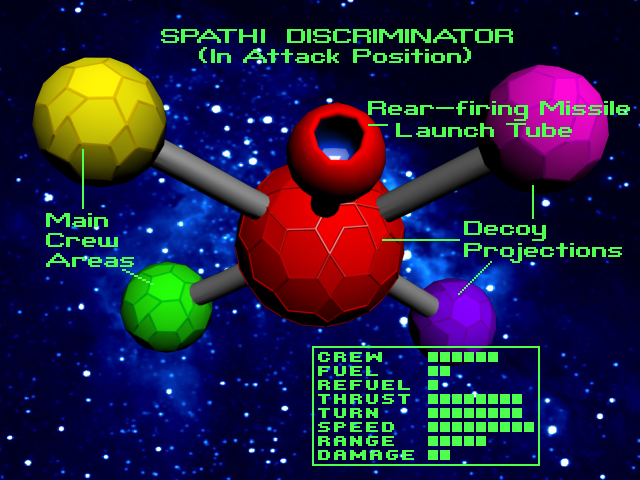 SPATHI DISCRIMINATOR
(In Attack Position)
Rear-firing Missile
Launch Tube
Main
Crew
Areas
Decoy
Projections
CREW
FUEL
REFUEL
THRUST
TURN
SPEED
RANGE
DAMAGE